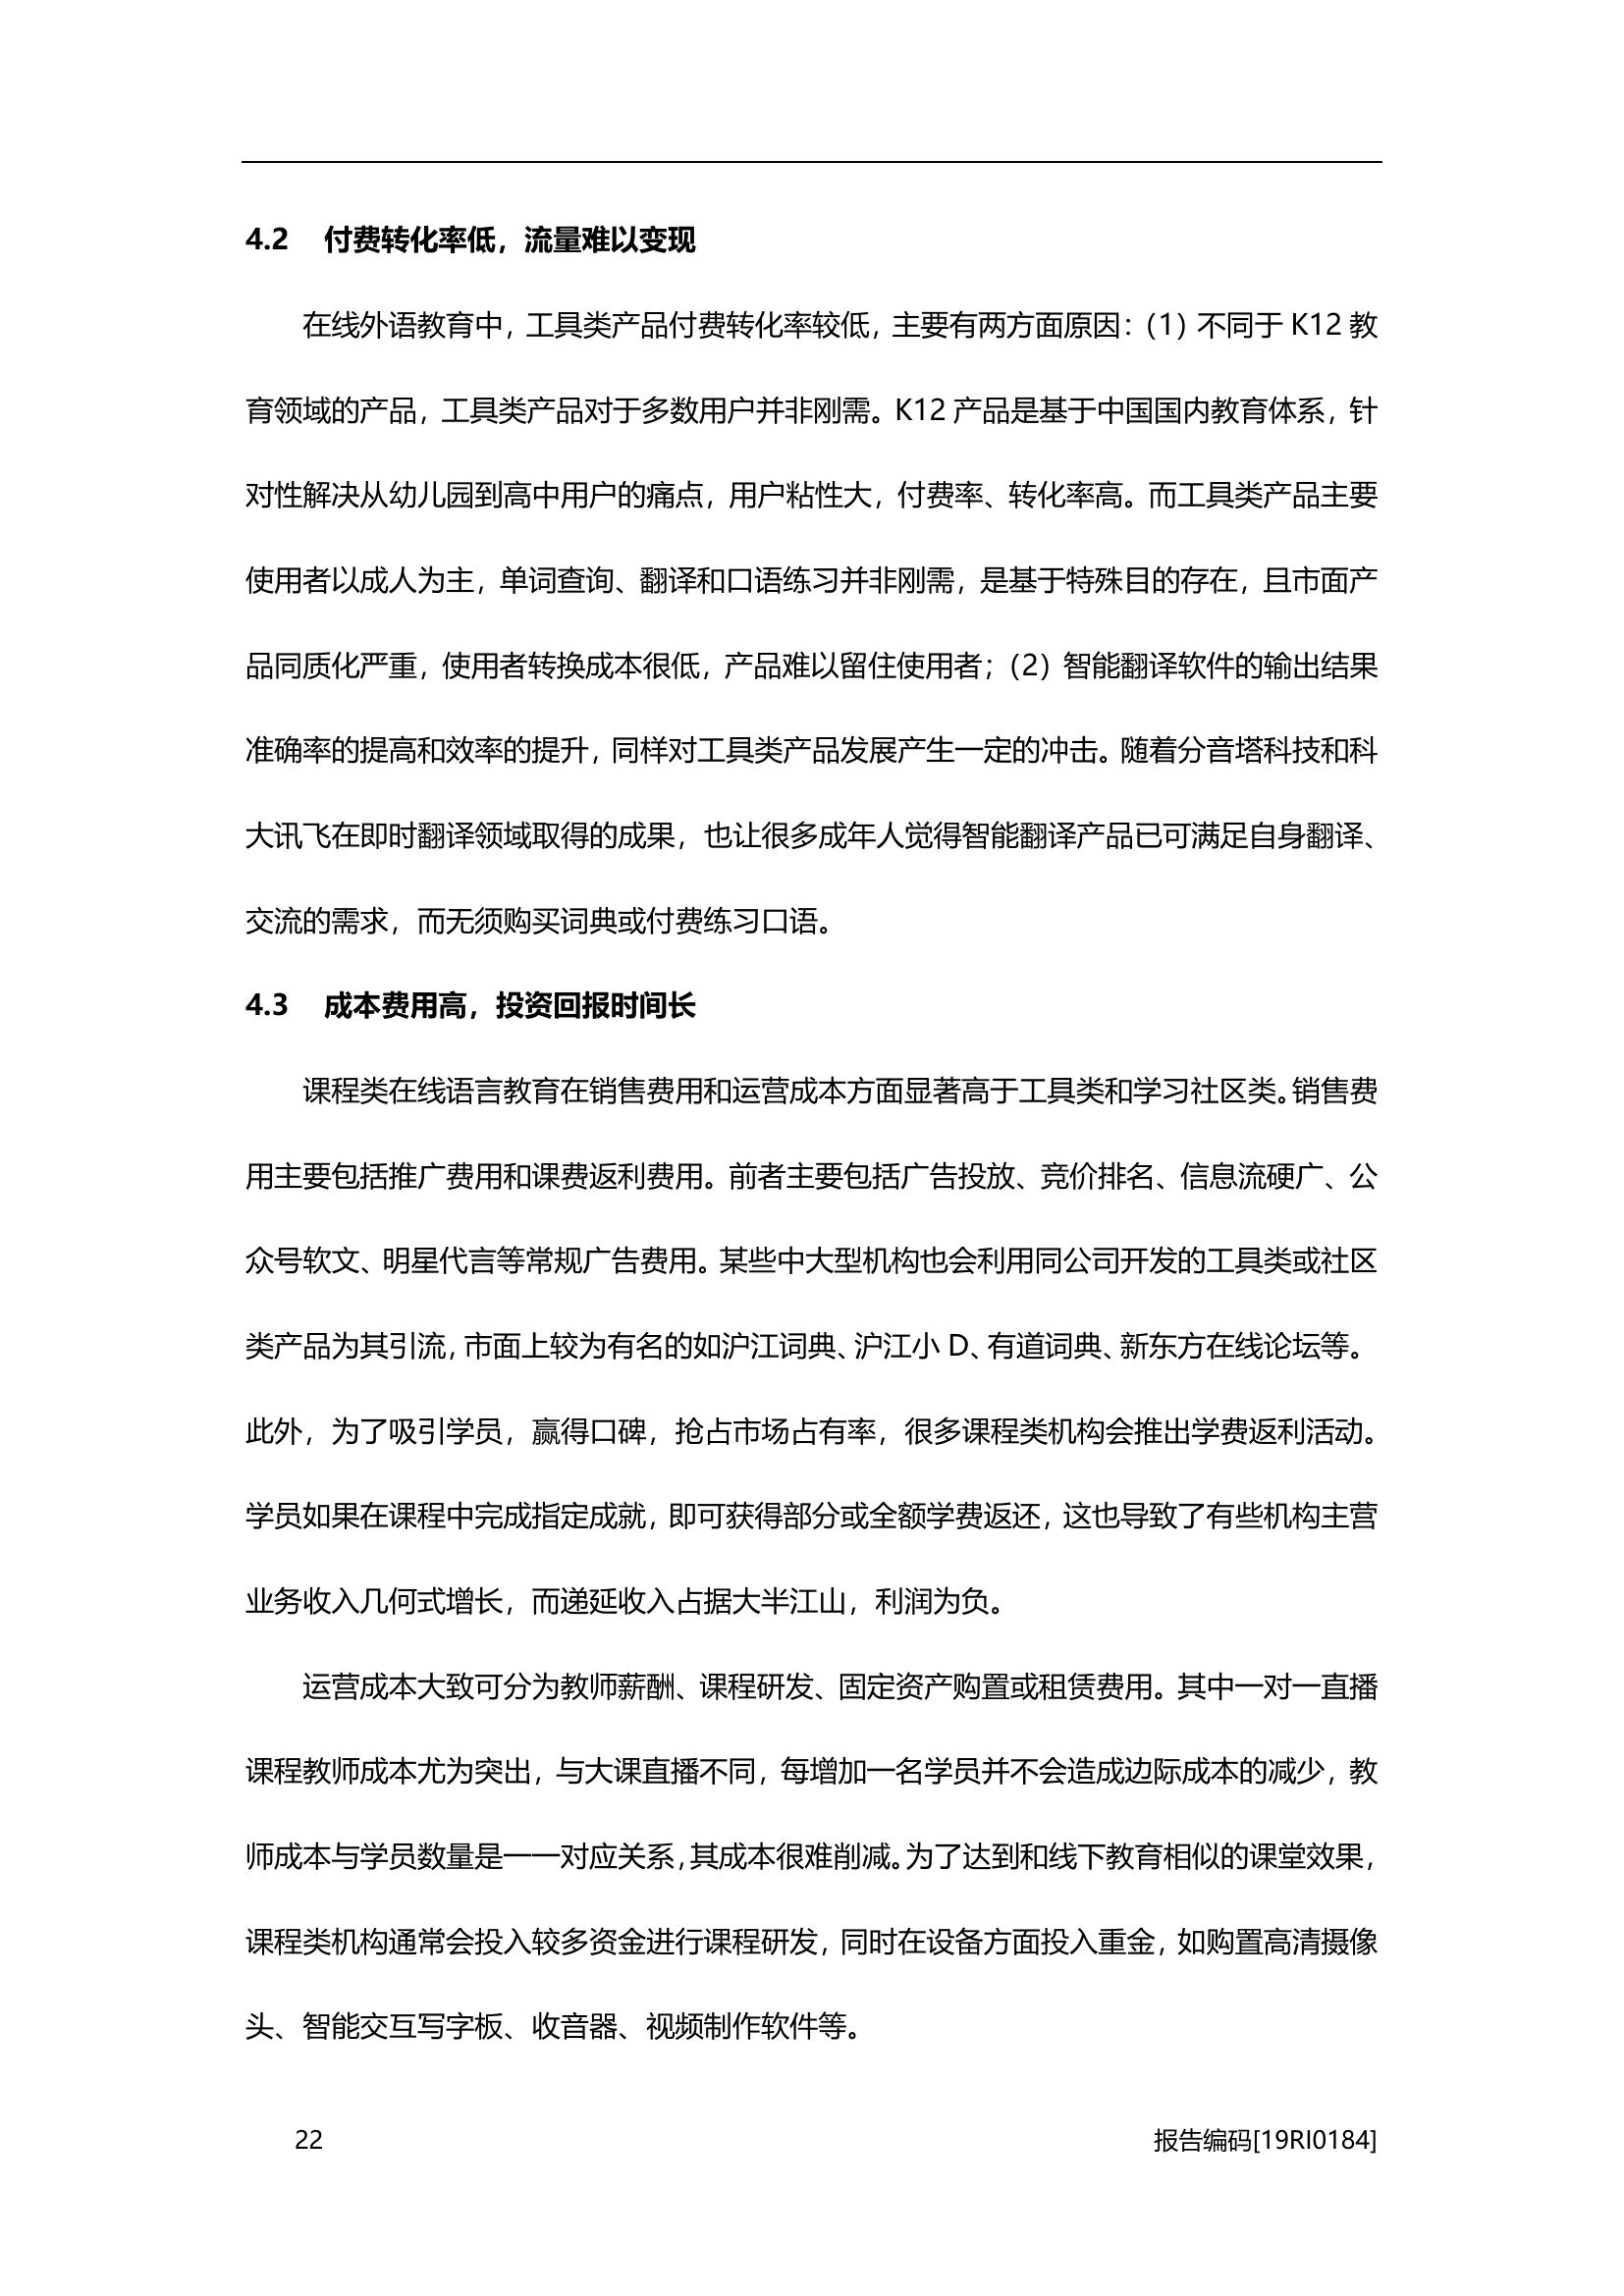 4.2 付费转化率低，流量难以变现
在线外语教育中，工具类产品付费转化率较低，主要有两方面原因：（1）不同于 K12 教
育领域的产品，工具类产品对于多数用户并非刚需。K12 产品是基于中国国内教育体系，针
对性解决从幼儿园到高中用户的痛点，用户粘性大，付费率、转化率高。而工具类产品主要
使用者以成人为主，单词查询、翻译和口语练习并非刚需，是基于特殊目的存在，且市面产
品同质化严重，使用者转换成本很低，产品难以留住使用者；（2）智能翻译软件的输出结果
准确率的提高和效率的提升，同样对工具类产品发展产生一定的冲击。随着分音塔科技和科
大讯飞在即时翻译领域取得的成果，也让很多成年人觉得智能翻译产品已可满足自身翻译、
交流的需求，而无须购买词典或付费练习口语。
4.3 成本费用高，投资回报时间长
课程类在线语言教育在销售费用和运营成本方面显著高于工具类和学习社区类。销售费
用主要包括推广费用和课费返利费用。前者主要包括广告投放、竞价排名、信息流硬广、公
众号软文、明星代言等常规广告费用。某些中大型机构也会利用同公司开发的工具类或社区
类产品为其引流，市面上较为有名的如沪江词典、沪江小 D、有道词典、新东方在线论坛等。
此外，为了吸引学员，赢得口碑，抢占市场占有率，很多课程类机构会推出学费返利活动。
学员如果在课程中完成指定成就，即可获得部分或全额学费返还，这也导致了有些机构主营
业务收入几何式增长，而递延收入占据大半江山，利润为负。
运营成本大致可分为教师薪酬、课程研发、固定资产购置或租赁费用。其中一对一直播
课程教师成本尤为突出，与大课直播不同，每增加一名学员并不会造成边际成本的减少，教
师成本与学员数量是一一对应关系，其成本很难削减。为了达到和线下教育相似的课堂效果，
课程类机构通常会投入较多资金进行课程研发，同时在设备方面投入重金，如购置高清摄像
头、智能交互写字板、收音器、视频制作软件等。
22 报告编码[19RI0184]